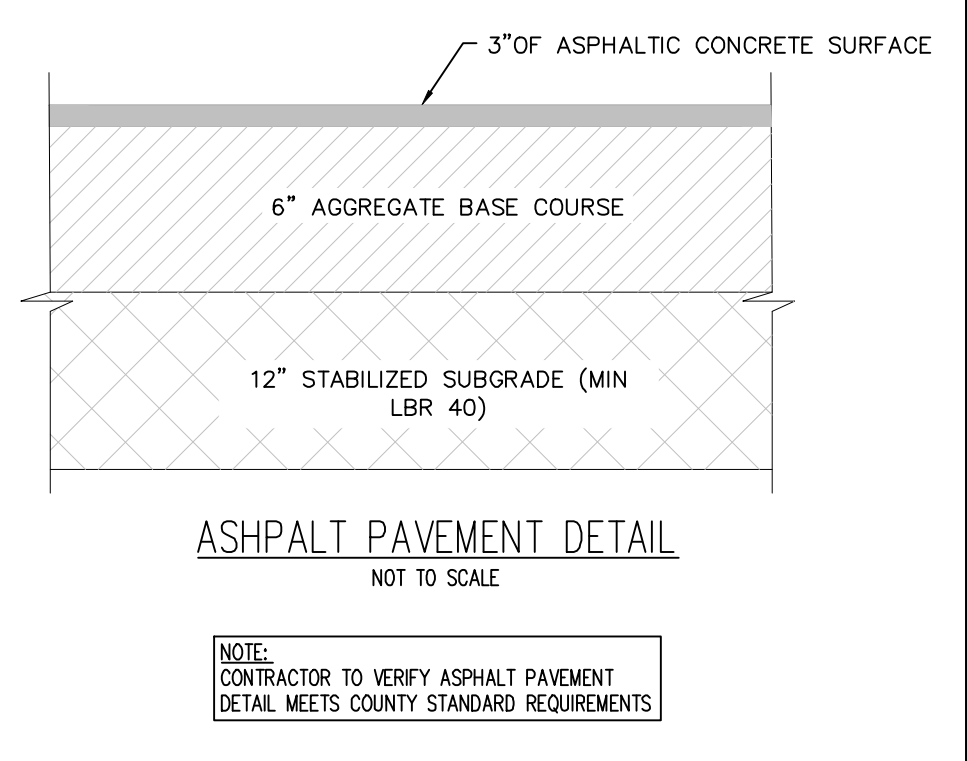 3"OF ASPHALTIC CONCRETE SURFACE
6" AGGREGATE BASE COURSE
12" STABILIZED SUBGRADE (MIN
LBR 40)
ASHPALT PAVEMENT DETAIL
NOT TO SCALE
NOTE:
CONTRACTOR TO VERIFY ASPHALT PAVEMENT
DETAIL MEETS COUNTY STANDARD REQUIREMENTS